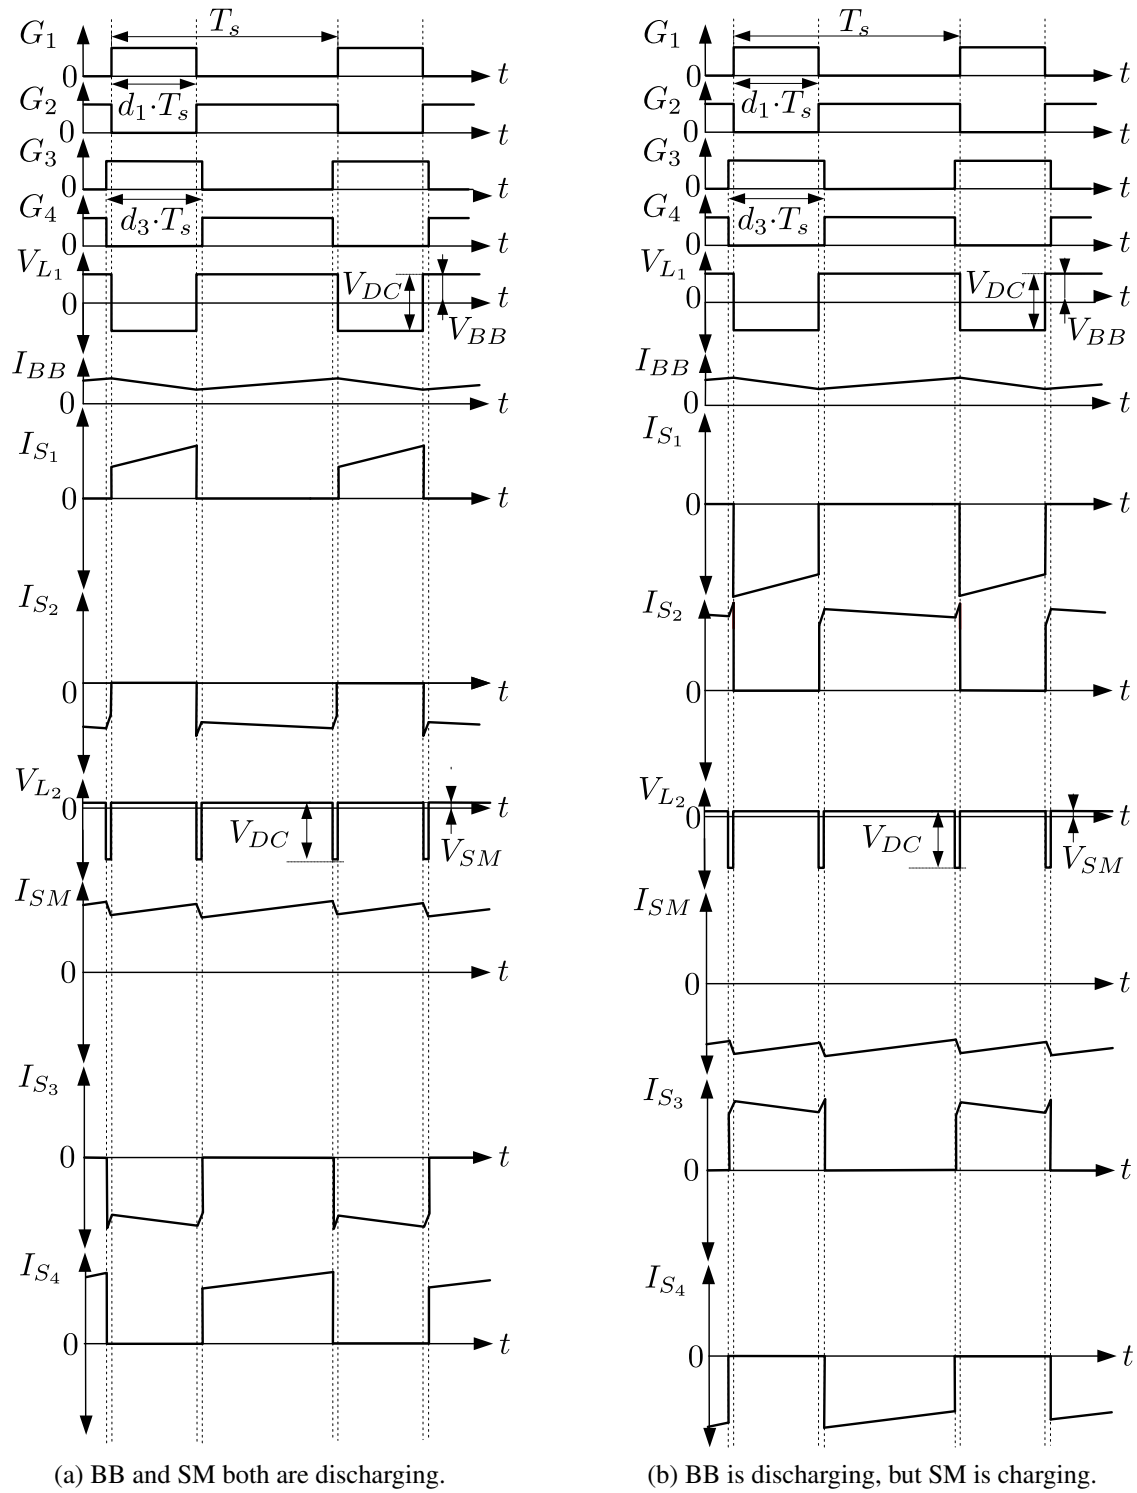 G1
Ts
0
t
d1·Ts
G2
0
t
G3
0
t
d3·Ts
G4
0
t
VL1
VDC
0
t
VBB
IBB
0
t
IS1
0
t
IS2
0
t
VL2
0
t
VDC
VSM
ISM
0
t
IS3
0
t
IS4
0
t
(a) BB and SM both are discharging.
G1
Ts
0
t
d1·Ts
G2
0
t
G3
0
t
d3·Ts
G4
0
t
VL1
VDC
0
t
VBB
IBB
0
t
IS1
0
t
IS2
0
t
VL2
0
t
VDC
VSM
ISM
0
t
IS3
0
t
IS4
0
t
(b) BB is discharging, but SM is charging.